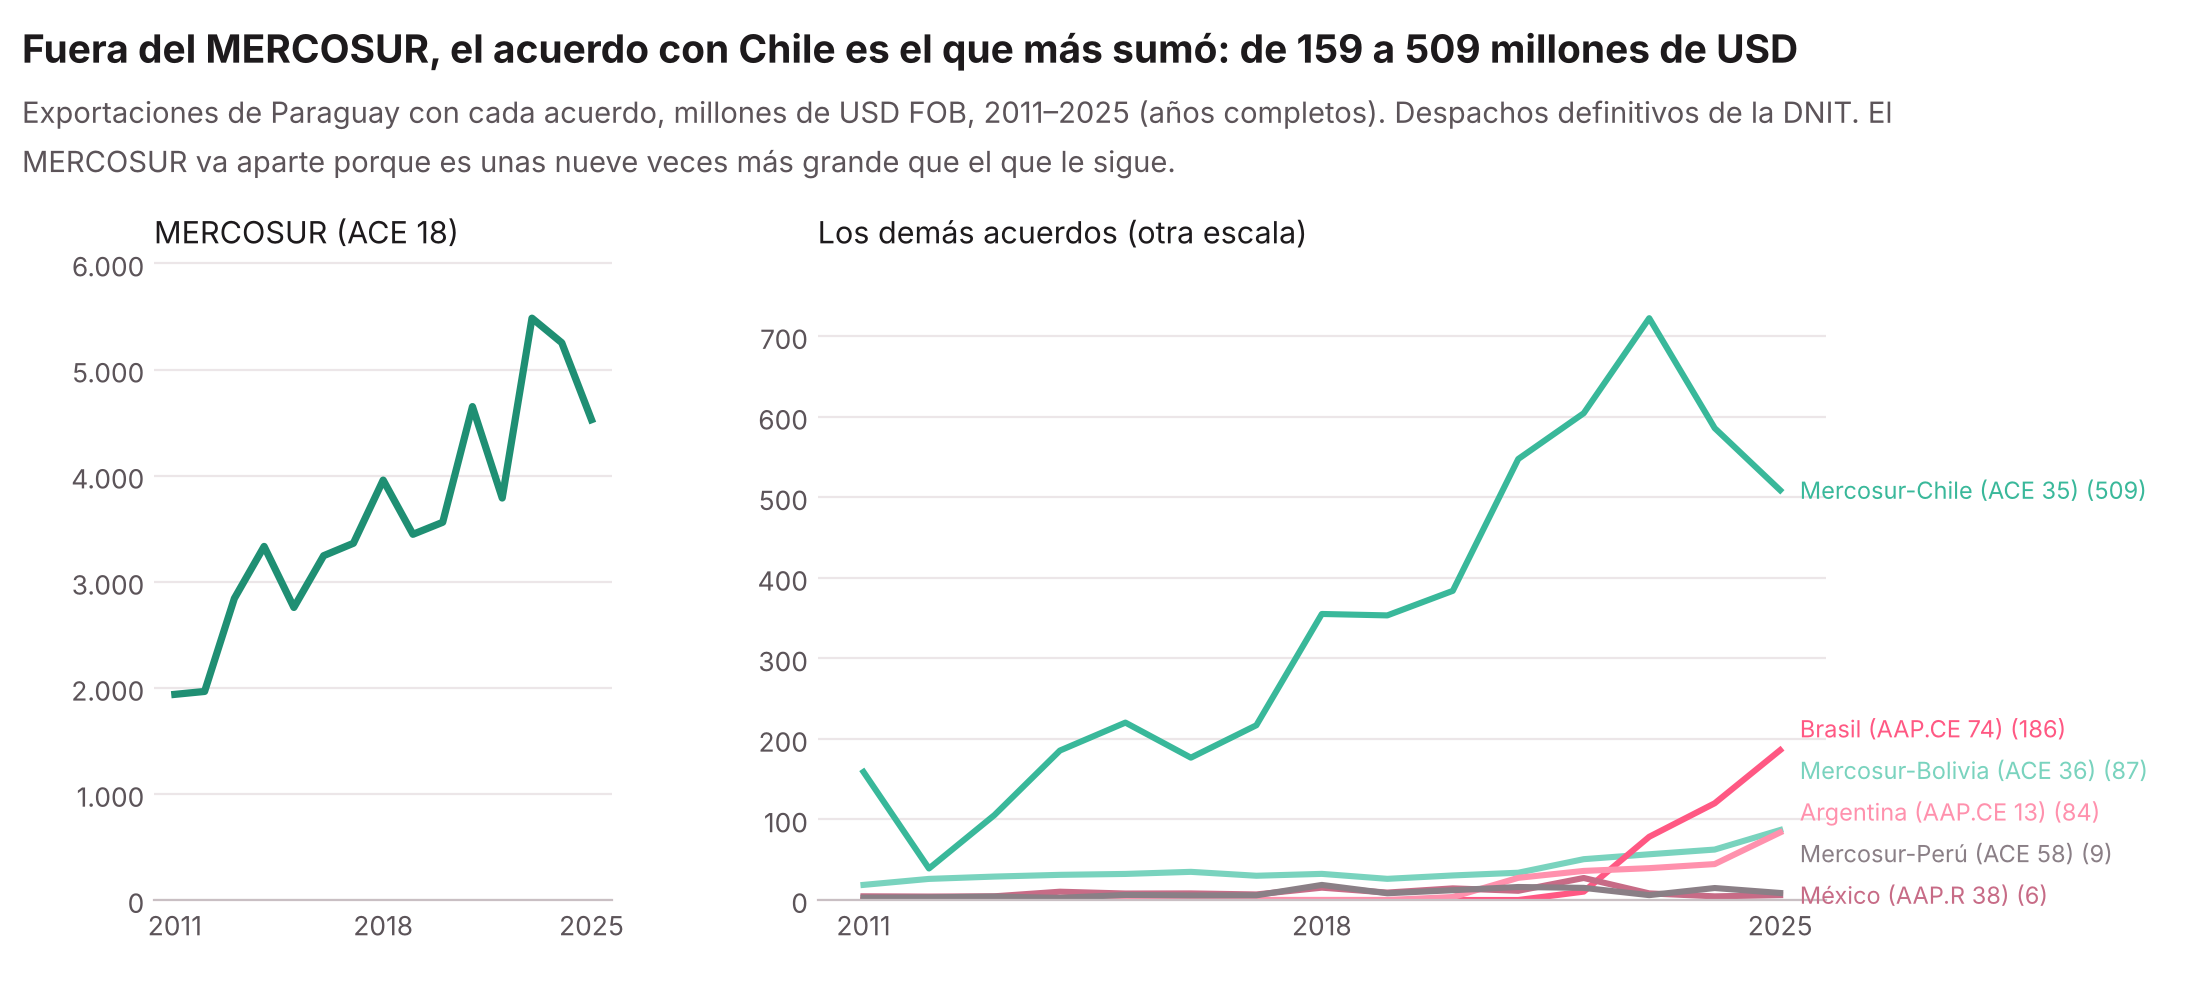 Fuera del MERCOSUR, el acuerdo con Chile es el que más sumó: de 159 a 509 millones de USD
Exportaciones de Paraguay con cada acuerdo, millones de USD FOB, 2011–2025 (años completos). Despachos definitivos de la DNIT. El
MERCOSUR va aparte porque es unas nueve veces más grande que el que le sigue.
MERCOSUR (ACE 18)
6.000
5.000
4.000
3.000
2.000
1.000
0
2011
2018
2025
Los demás acuerdos (otra escala)
700
600
500
400
300
200
100
0
2011
2018
2025
Mercosur-Chile (ACE 35) (509)
Brasil (AAP.CE 74) (186)
Mercosur-Bolivia (ACE 36) (87)
Argentina (AAP.CE 13) (84)
Mercosur-Perú (ACE 58) (9)
México (AAP.R 38) (6)